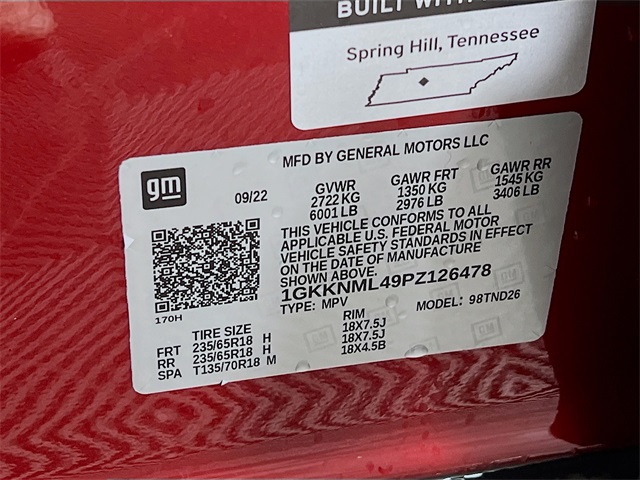 BUILT WITH
Spring Hill, Tennessee
gm
MFD BY GENERAL MOTORS LLC
09/22
GVWR GAWR FRT GAWR RR
2722 KG 1350 KG 1545 KG
6001 LB 2976 LB 3406 LB
THIS VEHICLE CONFORMS TO ALL
APPLICABLE U.S. FEDERAL MOTOR
VEHICLE SAFETY STANDARDS IN EFFECT
ON THE DATE OF MANUFACTURE
SHOWN ABOVE.
1GKKNML49PZ126478
TYPE: MPV MODEL: 98TND26
170H
TIRE SIZE RIM
FRT 235/65R18 H 18X7.5J
RR 235/65R18 H 18X7.5J
SPA T135/70R18 M 18X4.5B